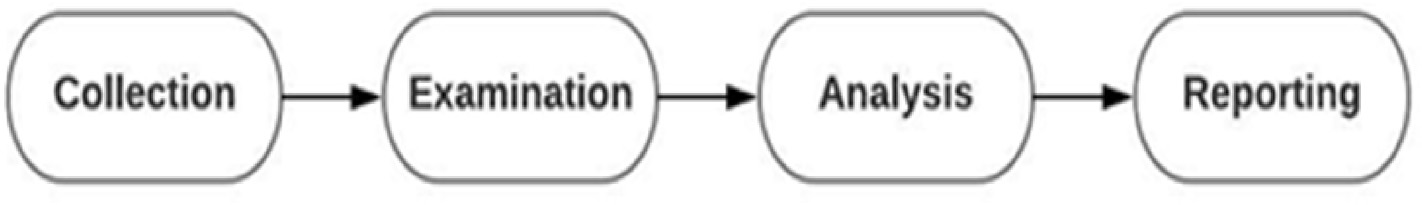 Collection
Examination
Analysis
Reporting